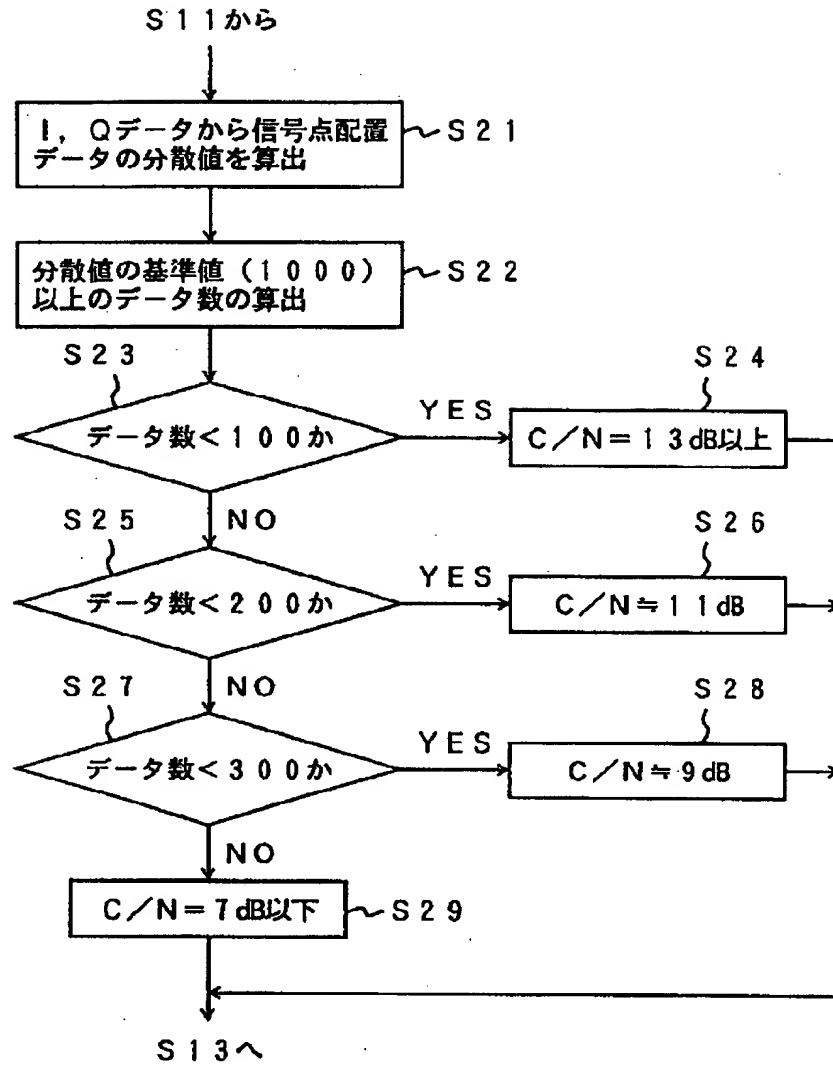 S11から
I，Qデータから信号点配置
データの分散値を算出
S21
分散値の基準値（1000）
以上のデータ数の算出
S22
S23
データ数＜100か
YES
S24
C／N＝13dB以上
NO
S25
データ数＜200か
YES
S26
C／N≒11dB
NO
S27
データ数＜300か
YES
S28
C／N≒9dB
NO
C／N＝7dB以下
S29
S13へ